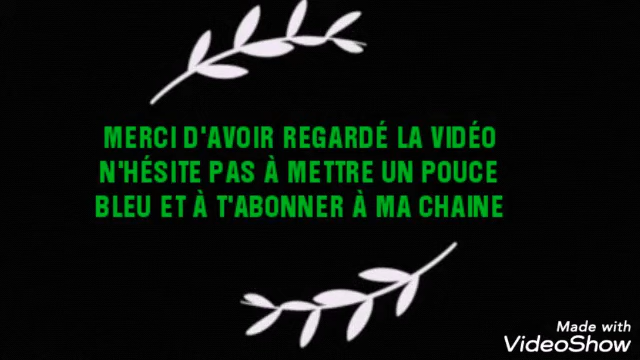 MERCI D'AVOIR REGARDÉ LA VIDÉO
N'HÉSITE PAS À METTRE UN POUCE
BLEU ET À T'ABONNER À MA CHAINE
Made with
VideoShow